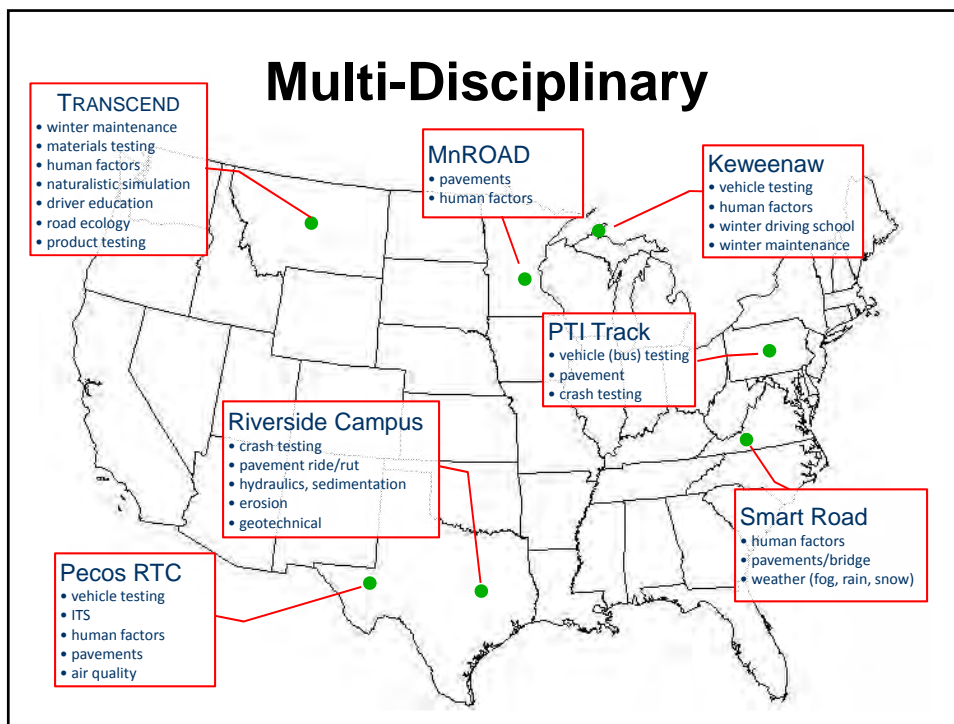 Multi-Disciplinary
TRANSCEND
• winter maintenance
• materials testing
• human factors
• naturalistic simulation
• driver education
• road ecology
• product testing
MnROAD
• pavements
• human factors
Keweenaw
• vehicle testing
• human factors
• winter driving school
• winter maintenance
PTI Track
• vehicle (bus) testing
• pavement
• crash testing
Riverside Campus
• crash testing
• pavement ride/rut
• hydraulics, sedimentation
• erosion
• geotechnical
Smart Road
• human factors
• pavements/bridge
• weather (fog, rain, snow)
Pecos RTC
• vehicle testing
• ITS
• human factors
• pavements
• air quality